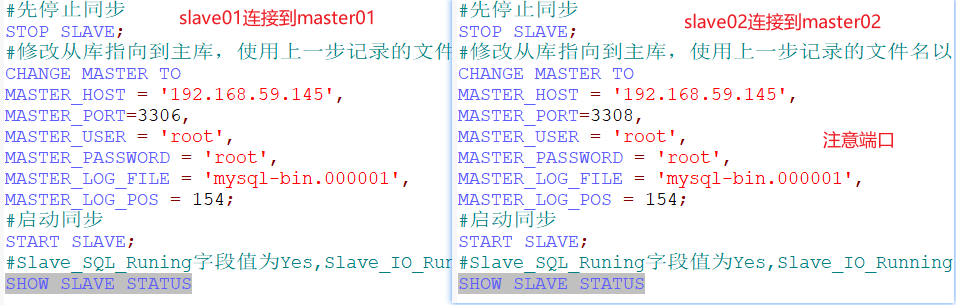 #先停止同步
slave01连接到master01
STOP SLAVE;
#修改从库指向到主库，使用上一步记录的文件
CHANGE MASTER TO
MASTER_HOST = '192.168.59.145',
MASTER_PORT=3306,
MASTER_USER = 'root',
MASTER_PASSWORD = 'root',
MASTER_LOG_FILE = 'mysql-bin.000001',
MASTER_LOG_POS = 154;
#启动同步
START SLAVE;
#Slave_SQL_Runing字段值为Yes,Slave_IO_Run
SHOW SLAVE STATUS
#先停止同步
slave02连接到master02
STOP SLAVE;
#修改从库指向到主库，使用上一步记录的文件名以
CHANGE MASTER TO
MASTER_HOST = '192.168.59.145',
MASTER_PORT=3308,
MASTER_USER = 'root',
注意端口
MASTER_PASSWORD = 'root',
MASTER_LOG_FILE = 'mysql-bin.000001',
MASTER_LOG_POS = 154;
#启动同步
START SLAVE;
#Slave_SQL_Runing字段值为Yes,Slave_IO_Running
SHOW SLAVE STATUS